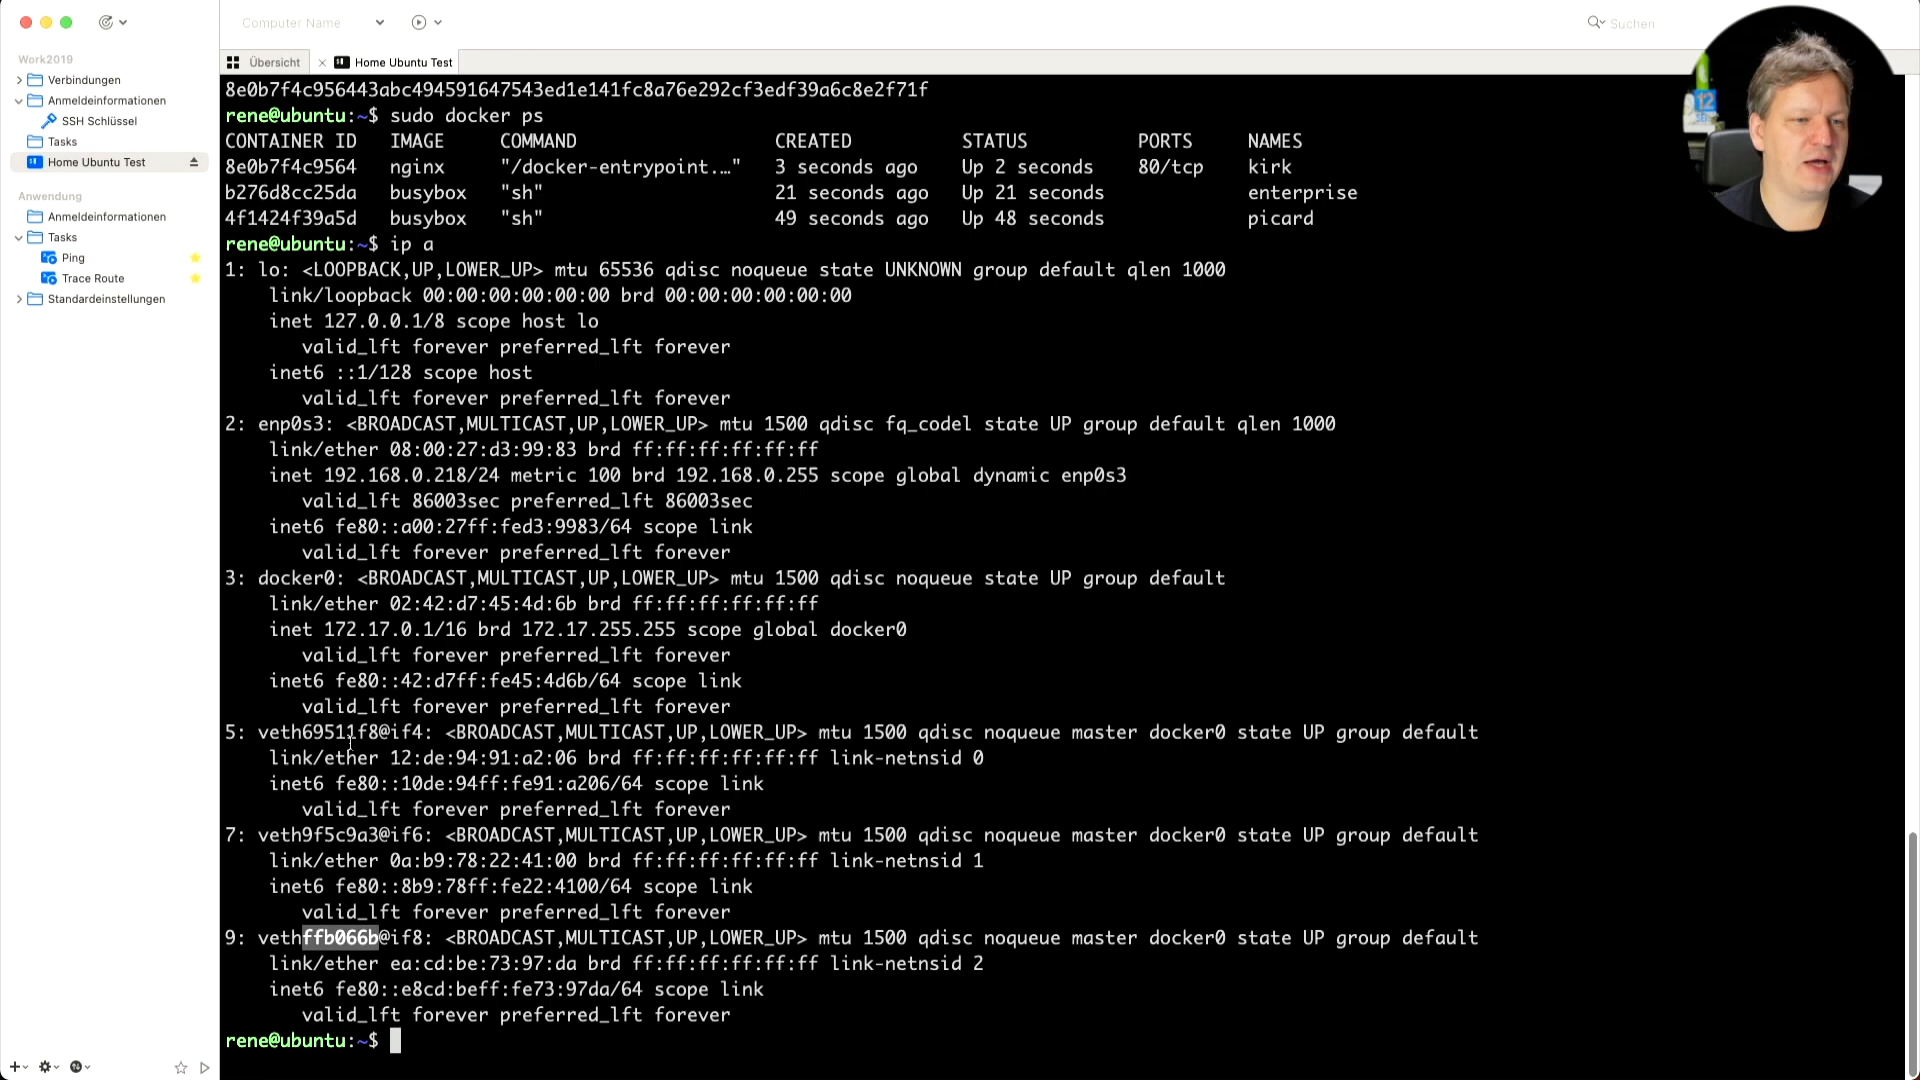 Computer Name
Suchen
Work2019
Verbindungen
Anmeldeinformationen
SSH Schlüssel
Tasks
Home Ubuntu Test
Anwendung
Anmeldeinformationen
Tasks
Ping
Trace Route
Standardeinstellungen
Übersicht
Home Ubuntu Test
12
8e0b7f4c956443abc494591647543ed1e141fc8a76e292cf3edf39a6c8e2f71f
rene@ubuntu:~$ sudo docker ps
CONTAINER ID IMAGE COMMAND CREATED STATUS PORTS NAMES
8e0b7f4c9564 nginx "/docker-entrypoint.…" 3 seconds ago Up 2 seconds 80/tcp kirk
b276d8cc25da busybox "sh" 21 seconds ago Up 21 seconds enterprise
4f1424f39a5d busybox "sh" 49 seconds ago Up 48 seconds picard
rene@ubuntu:~$ ip a
1: lo: <LOOPBACK,UP,LOWER_UP> mtu 65536 qdisc noqueue state UNKNOWN group default qlen 1000
link/loopback 00:00:00:00:00:00 brd 00:00:00:00:00:00
inet 127.0.0.1/8 scope host lo
valid_lft forever preferred_lft forever
inet6 ::1/128 scope host
valid_lft forever preferred_lft forever
2: enp0s3: <BROADCAST,MULTICAST,UP,LOWER_UP> mtu 1500 qdisc fq_codel state UP group default qlen 1000
link/ether 08:00:27:d3:99:83 brd ff:ff:ff:ff:ff:ff
inet 192.168.0.218/24 metric 100 brd 192.168.0.255 scope global dynamic enp0s3
valid_lft 86003sec preferred_lft 86003sec
inet6 fe80::a00:27ff:fed3:9983/64 scope link
valid_lft forever preferred_lft forever
3: docker0: <BROADCAST,MULTICAST,UP,LOWER_UP> mtu 1500 qdisc noqueue state UP group default
link/ether 02:42:d7:45:4d:6b brd ff:ff:ff:ff:ff:ff
inet 172.17.0.1/16 brd 172.17.255.255 scope global docker0
valid_lft forever preferred_lft forever
inet6 fe80::42:d7ff:fe45:4d6b/64 scope link
valid_lft forever preferred_lft forever
5: veth69511f8@if4: <BROADCAST,MULTICAST,UP,LOWER_UP> mtu 1500 qdisc noqueue master docker0 state UP group default
link/ether 12:de:94:91:a2:06 brd ff:ff:ff:ff:ff:ff link-netnsid 0
inet6 fe80::10de:94ff:fe91:a206/64 scope link
valid_lft forever preferred_lft forever
7: veth9f5c9a3@if6: <BROADCAST,MULTICAST,UP,LOWER_UP> mtu 1500 qdisc noqueue master docker0 state UP group default
link/ether 0a:b9:78:22:41:00 brd ff:ff:ff:ff:ff:ff link-netnsid 1
inet6 fe80::8b9:78ff:fe22:4100/64 scope link
valid_lft forever preferred_lft forever
9: vethffb066b@if8: <BROADCAST,MULTICAST,UP,LOWER_UP> mtu 1500 qdisc noqueue master docker0 state UP group default
link/ether ea:cd:be:73:97:da brd ff:ff:ff:ff:ff:ff link-netnsid 2
inet6 fe80::e8cd:beff:fe73:97da/64 scope link
valid_lft forever preferred_lft forever
rene@ubuntu:~$